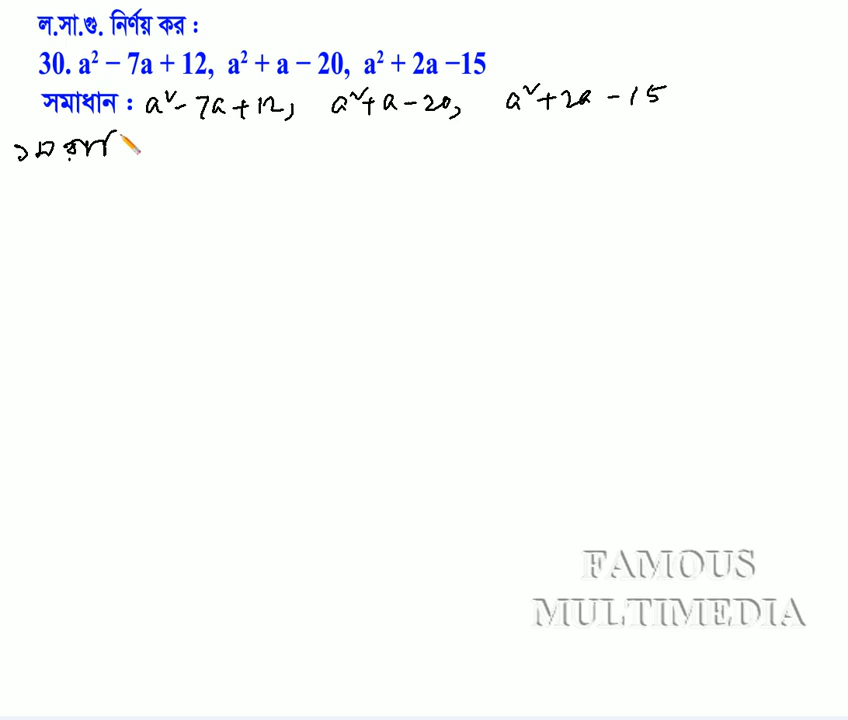 ল.সা.গু. নির্ণয় কর :
30. a² − 7a + 12, a² + a − 20, a² + 2a −15
সমাধান : a² - 7a + 12, a² + a - 20, a² + 2a - 15
১ম
FAMOUS
MULTIMEDIA